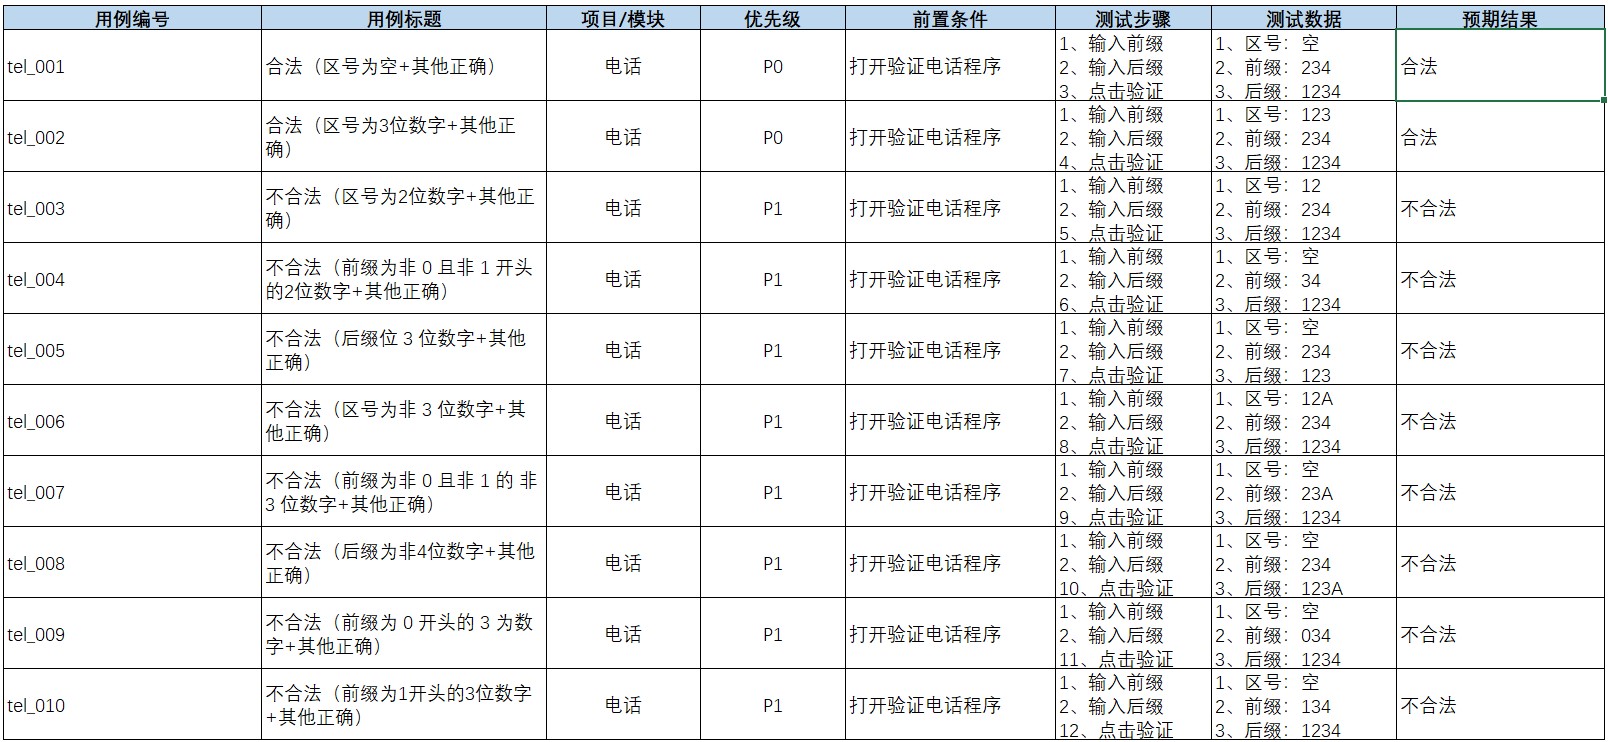 用例编号 用例标题 项目/模块 优先级 前置条件 测试步骤 测试数据 预期结果
tel_001 合法（区号为空+其他正确） 电话 P0 打开验证电话程序 1、输入前缀 1、区号：空 合法
2、输入后缀 2、前缀：234
3、点击验证 3、后缀：1234
tel_002 合法（区号为3位数字+其他正 电话 P0 打开验证电话程序 1、输入前缀 1、区号：123 合法
确） 2、输入后缀 2、前缀：234
4、点击验证 3、后缀：1234
tel_003 不合法（区号为2位数字+其他正 电话 P1 打开验证电话程序 1、输入前缀 1、区号：12 不合法
确） 2、输入后缀 2、前缀：234
5、点击验证 3、后缀：1234
tel_004 不合法（前缀为非 0 且非 1 开头 电话 P1 打开验证电话程序 1、输入前缀 1、区号：空 不合法
的2位数字+其他正确） 2、输入后缀 2、前缀：34
6、点击验证 3、后缀：1234
tel_005 不合法（后缀位 3 位数字+其他 电话 P1 打开验证电话程序 1、输入前缀 1、区号：空 不合法
正确） 2、输入后缀 2、前缀：234
7、点击验证 3、后缀：123
tel_006 不合法（区号为非 3 位数字+其 电话 P1 打开验证电话程序 1、输入前缀 1、区号：12A 不合法
他正确） 2、输入后缀 2、前缀：234
8、点击验证 3、后缀：1234
tel_007 不合法（前缀为非 0 且非 1 的 非 电话 P1 打开验证电话程序 1、输入前缀 1、区号：空 不合法
3 位数字+其他正确） 2、输入后缀 2、前缀：23A
9、点击验证 3、后缀：1234
tel_008 不合法（后缀为非4位数字+其他 电话 P1 打开验证电话程序 1、输入前缀 1、区号：空 不合法
正确） 2、输入后缀 2、前缀：234
10、点击验证 3、后缀：123A
tel_009 不合法（前缀为 0 开头的 3 为数 电话 P1 打开验证电话程序 1、输入前缀 1、区号：空 不合法
字+其他正确） 2、输入后缀 2、前缀：034
11、点击验证 3、后缀：1234
tel_010 不合法（前缀为1开头的3位数字 电话 P1 打开验证电话程序 1、输入前缀 1、区号：空 不合法
+其他正确） 2、输入后缀 2、前缀：134
12、点击验证 3、后缀：1234